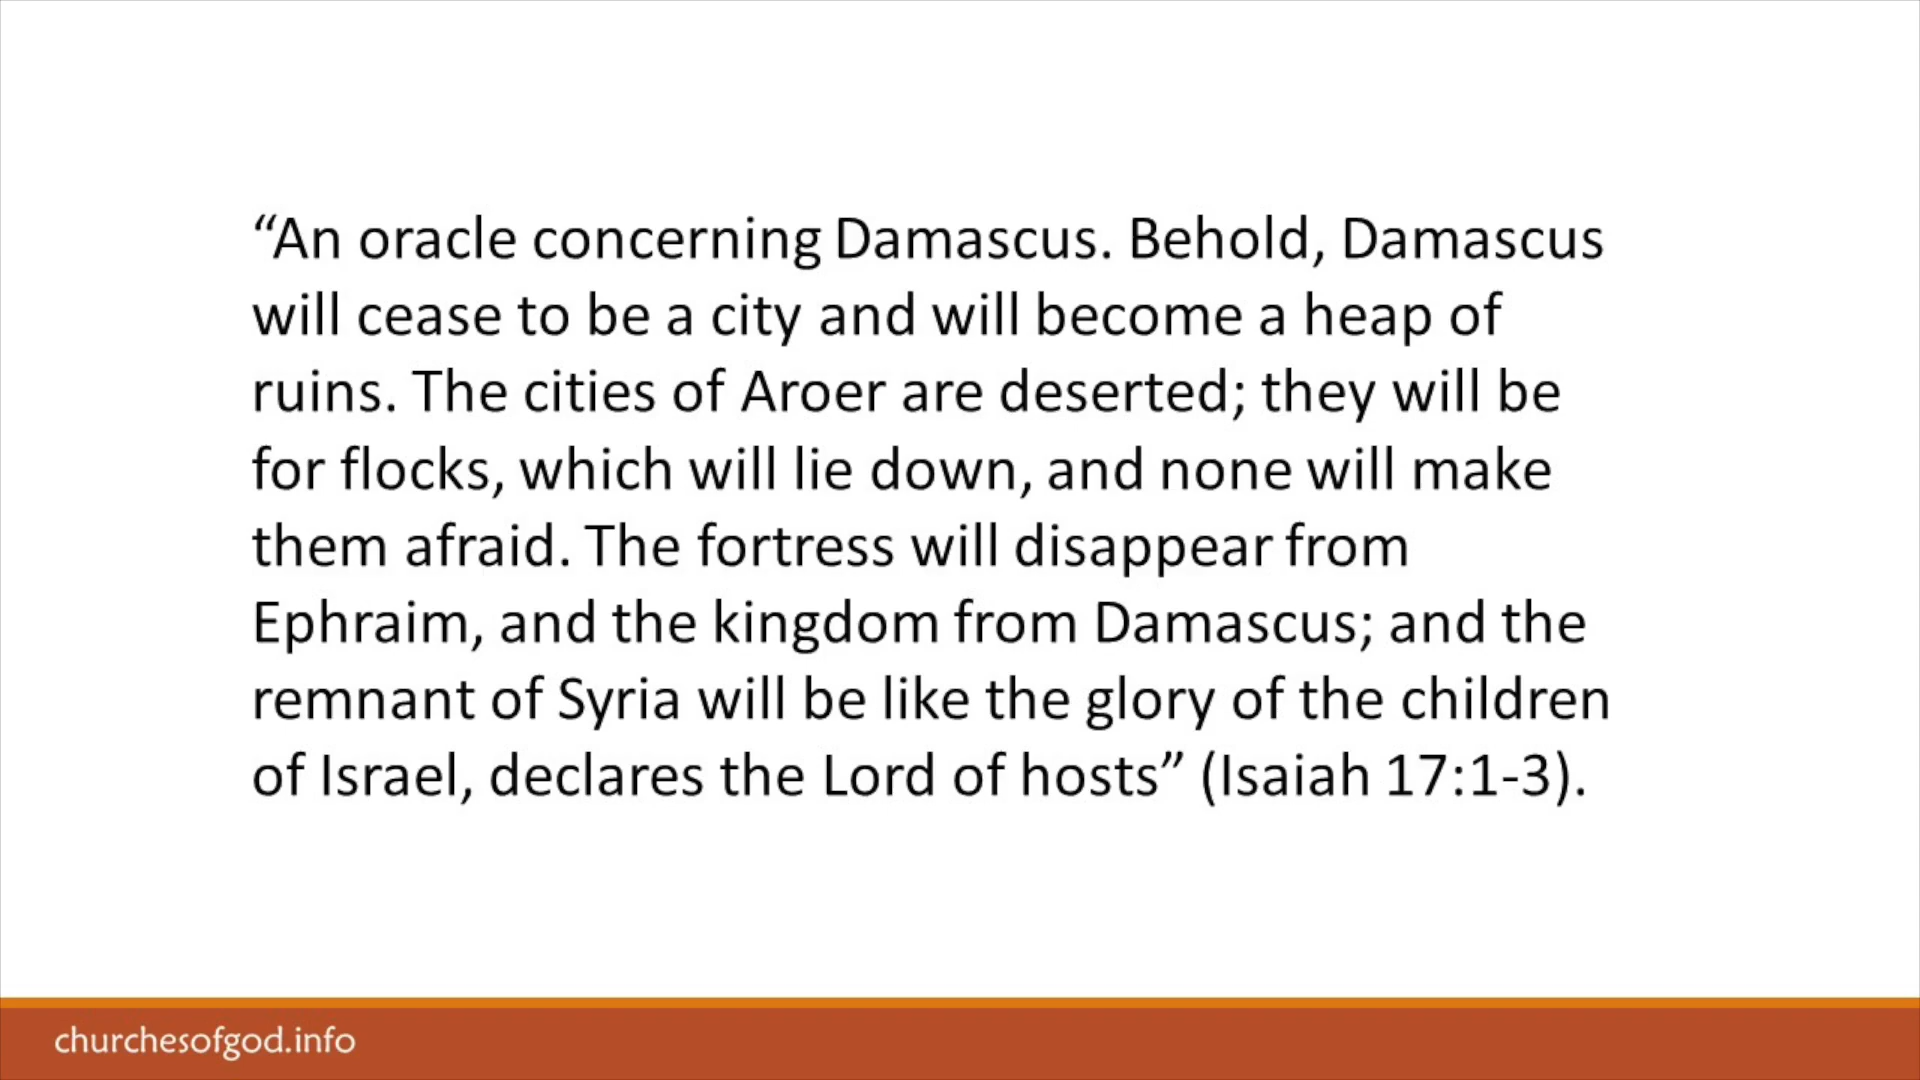 “An oracle concerning Damascus. Behold, Damascus
will cease to be a city and will become a heap of
ruins. The cities of Aroer are deserted; they will be
for flocks, which will lie down, and none will make
them afraid. The fortress will disappear from
Ephraim, and the kingdom from Damascus; and the
remnant of Syria will be like the glory of the children
of Israel, declares the Lord of hosts” (Isaiah 17:1-3).
churchesofgod.info